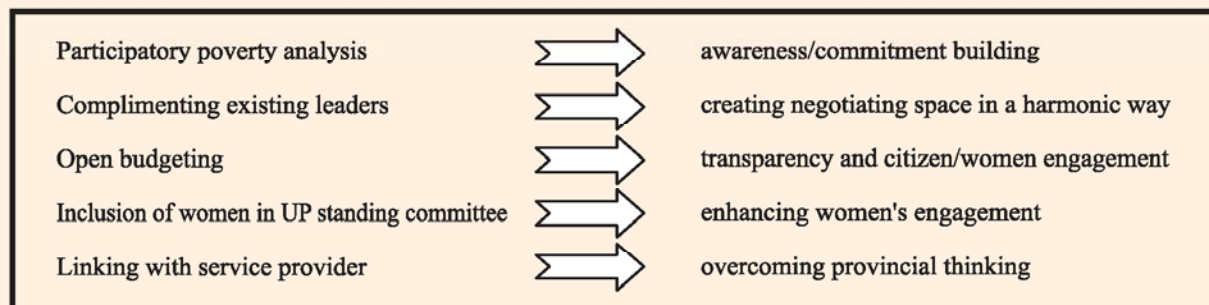 Participatory poverty analysis awareness/commitment building
Complimenting existing leaders creating negotiating space in a harmonic way
Open budgeting transparency and citizen/women engagement
Inclusion of women in UP standing committee enhancing women's engagement
Linking with service provider overcoming provincial thinking